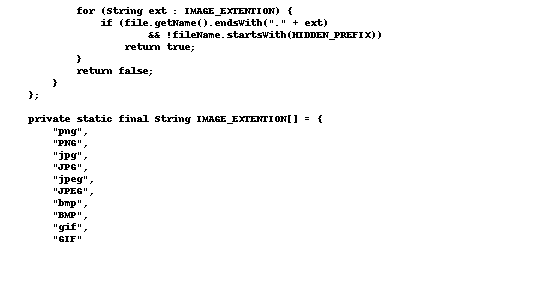 for (String ext : IMAGE_EXTENTION) {
if (file.getName().endsWith("." + ext)
&& !fileName.startsWith(HIDDEN_PREFIX))
return true;
}
return false;
}
};
private static final String IMAGE_EXTENTION[] = {
"png",
"PNG",
"jpg",
"JPG",
"jpeg",
"JPEG",
"bmp",
"BMP",
"gif",
"GIF"